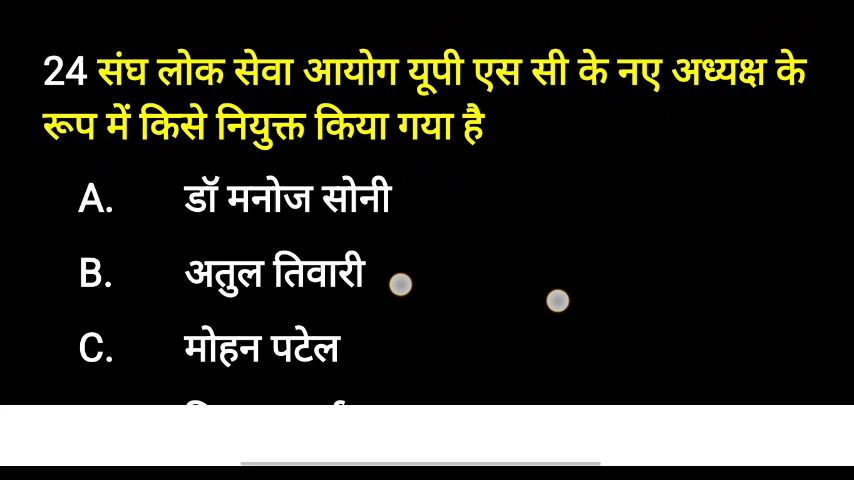 24 संघ लोक सेवा आयोग यूपी एस सी के नए अध्यक्ष के
रूप में किसे नियुक्त किया गया है
A. डॉ मनोज सोनी
B. अतुल तिवारी
C. मोहन पटेल